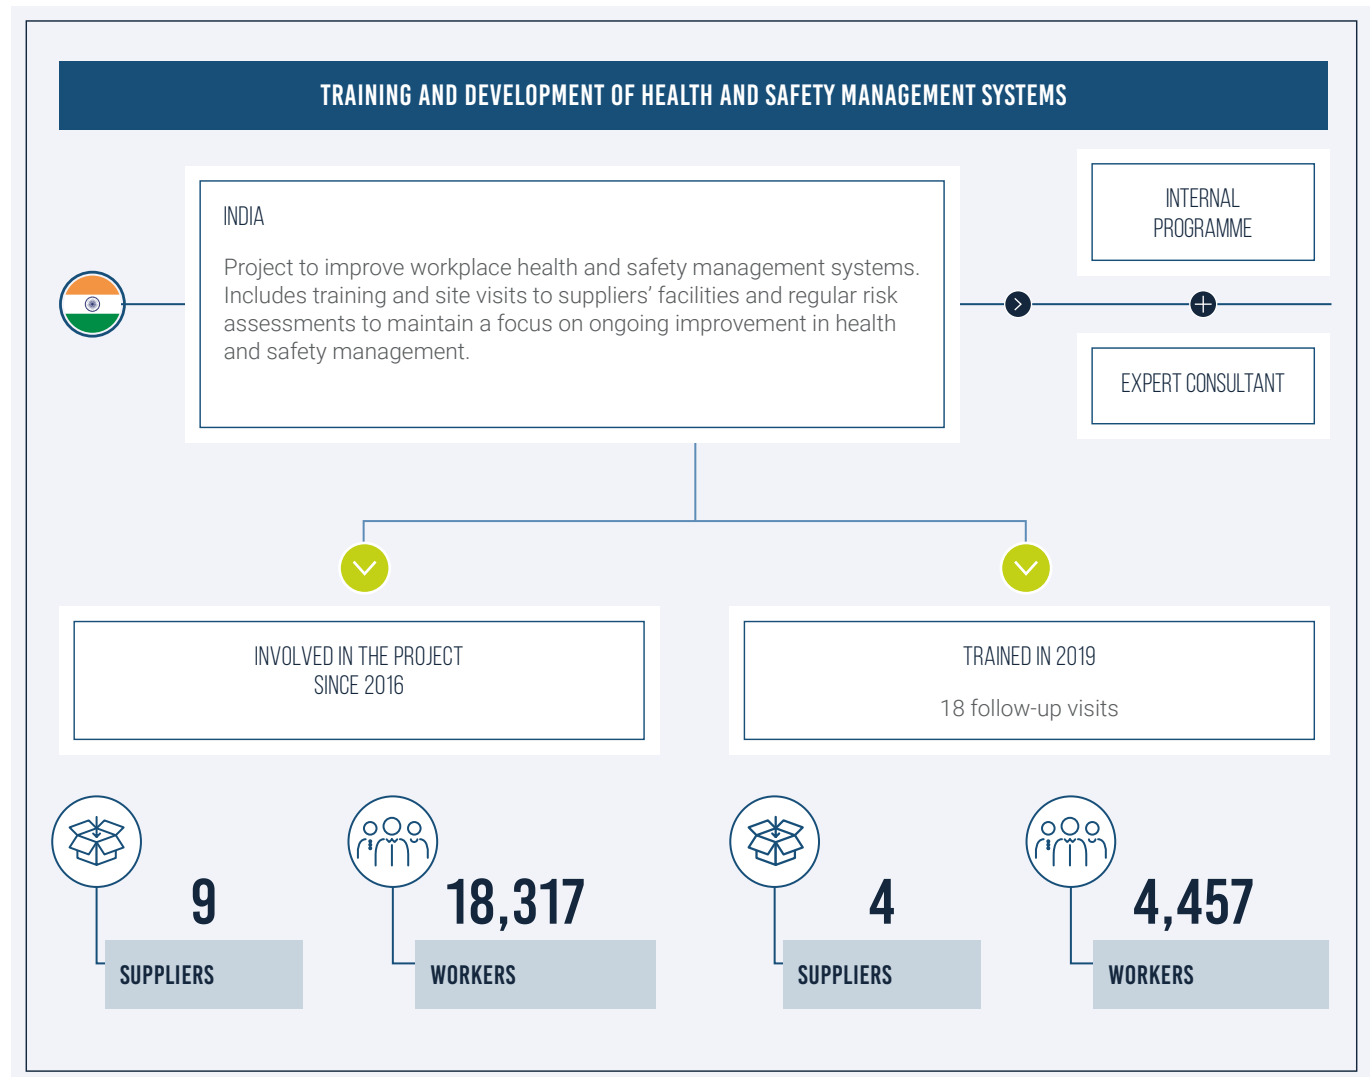 TRAINING AND DEVELOPMENT OF HEALTH AND SAFETY MANAGEMENT SYSTEMS
INDIA
Project to improve workplace health and safety management systems.
Includes training and site visits to suppliers’ facilities and regular risk
assessments to maintain a focus on ongoing improvement in health
and safety management.
INTERNAL
PROGRAMME
EXPERT CONSULTANT
INVOLVED IN THE PROJECT
SINCE 2016
TRAINED IN 2019
18 follow-up visits
9
SUPPLIERS
18,317
WORKERS
4
SUPPLIERS
4,457
WORKERS